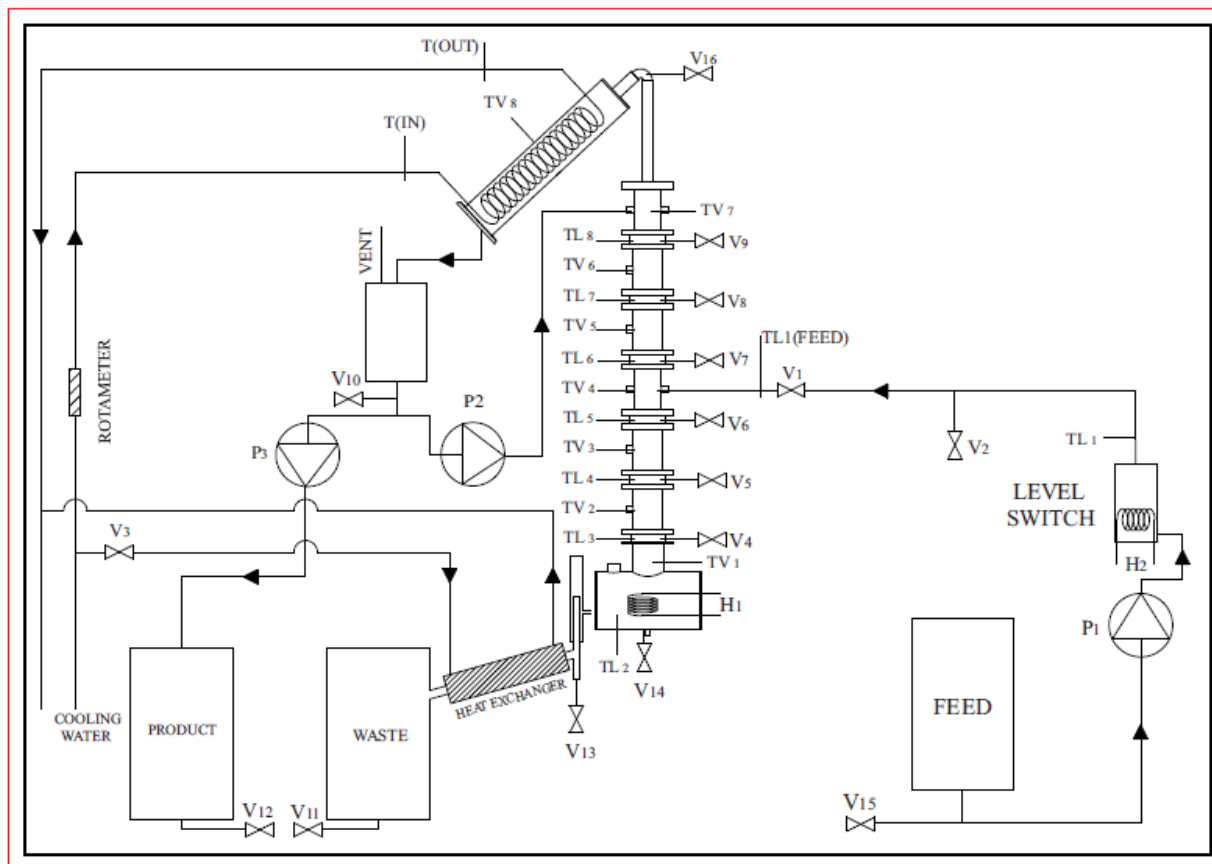 T(OUT)
V16
TV 8
T(IN)
TV 7
TL 8
V9
VENT
TV 6
TL 7
V8
TV 5
TL1(FEED)
TL 6
V7
V1
ROTAMETER
V10
TV 4
P2
TL 5
V6
V2
TL 1
P3
TV 3
TL 4
V5
LEVEL
SWITCH
TV 2
V3
TL 3
V4
H2
TV 1
H1
P1
TL 2
V14
HEAT EXCHANGER
FEED
COOLING
WATER
PRODUCT
WASTE
V13
V12
V11
V15